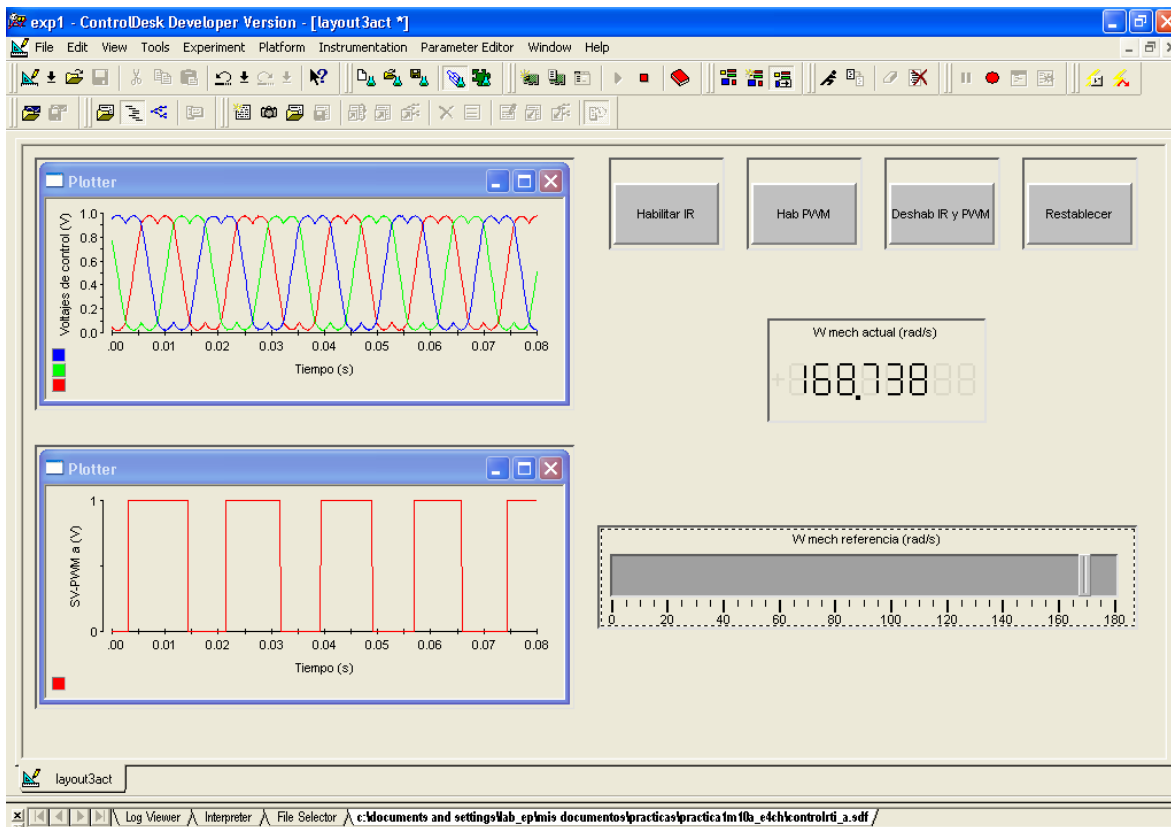 exp1 - ControlDesk Developer Version - [layout3act *]
File Edit View Tools Experiment Platform Instrumentation Parameter Editor Window Help
Plotter
Voltajes de control (V)
1.0
0.8
0.6
0.4
0.2
0.0
.00 0.01 0.02 0.03 0.04 0.05 0.06 0.07 0.08
Tiempo (s)
Habilitar IR
Hab PWM
Deshab IR y PWM
Restablecer
W mech actual (rad/s)
168.738
Plotter
SV-PWM a (V)
1
0
.00 0.01 0.02 0.03 0.04 0.05 0.06 0.07 0.08
Tiempo (s)
W mech referencia (rad/s)
0 20 40 60 80 100 120 140 160 180
layout3act
Log Viewer Interpreter File Selector c:\documents and settings\lab_ep\mis documentos\practicas\practica1m10a_e4ch\controlrti_a.sdf